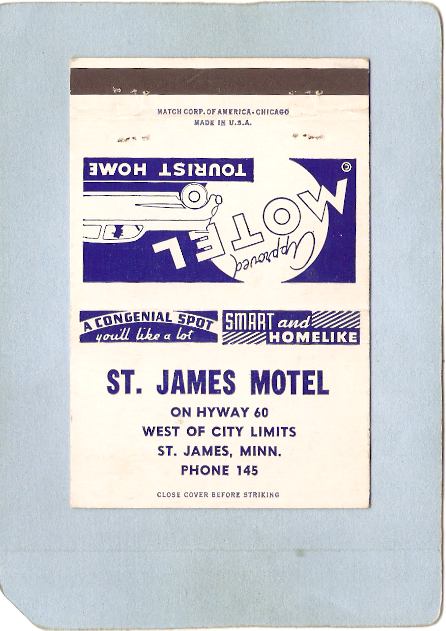 MATCH CORP. OF AMERICA, CHICAGO
MADE IN U.S.A.
TOURIST HOME
Approved
MOTEL
©
A CONGENIAL SPOT
you'll like a lot
SMART and
HOMELIKE
ST. JAMES MOTEL
ON HYWAY 60
WEST OF CITY LIMITS
ST. JAMES, MINN.
PHONE 145
CLOSE COVER BEFORE STRIKING